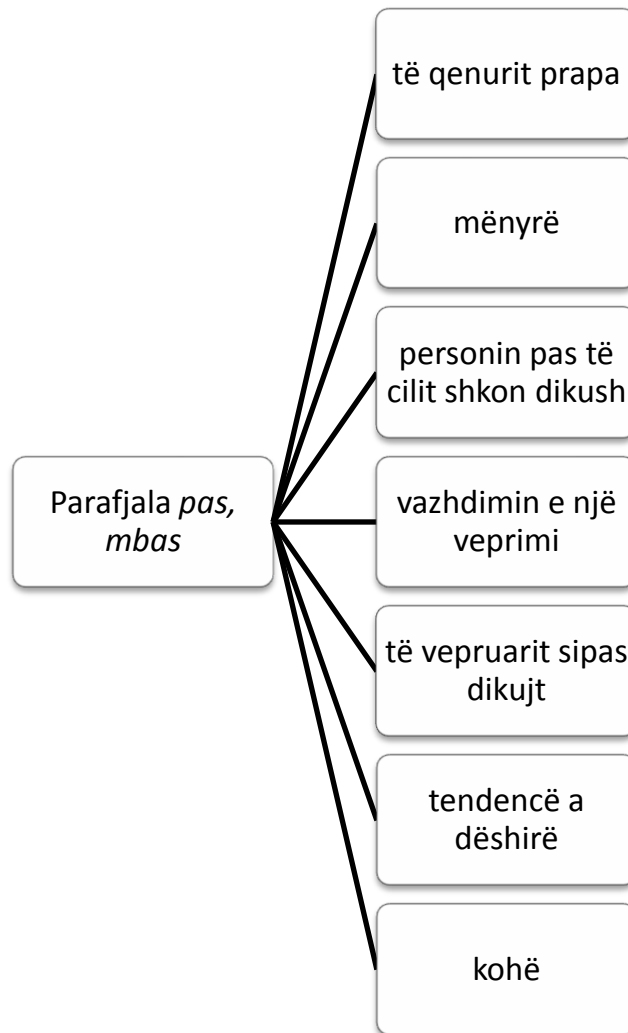 të qenurit prapa
mënyrë
personin pas të
cilit shkon dikush
Parafjala pas,
mbas
vazhdimin e një
veprimi
të vepruarit sipas
dikujt
tendencë a
dëshirë
kohë